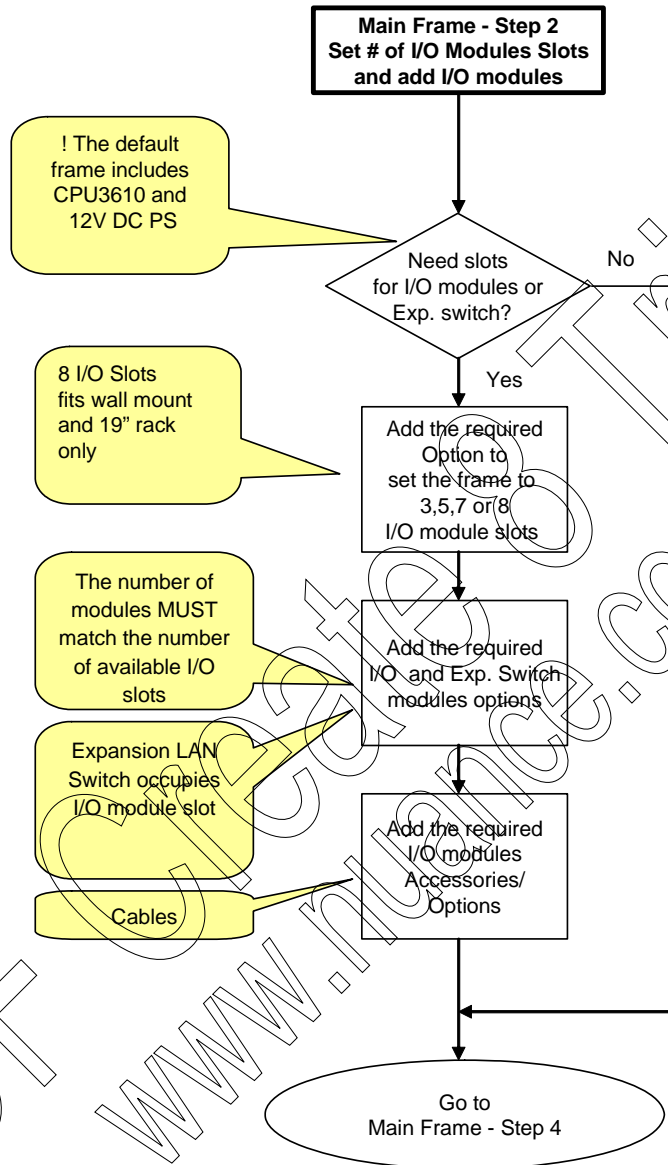 Main Frame - Step 2
Set # of I/O Modules Slots
and add I/O modules
! The default
frame includes
CPU3610 and
12V DC PS
Need slots
for I/O modules or
Exp. switch?
No
Yes
8 I/O Slots
fits wall mount
and 19” rack
only
Add the required
Option to
set the frame to
3,5,7 or 8
I/O module slots
The number of
modules MUST
match the number
of available I/O
slots
Add the required
I/O and Exp. Switch
modules options
Expansion LAN
Switch occupies
I/O module slot
Add the required
I/O modules
Accessories/
Options
Cables
Go to
Main Frame - Step 4
Create
www.nuance.co